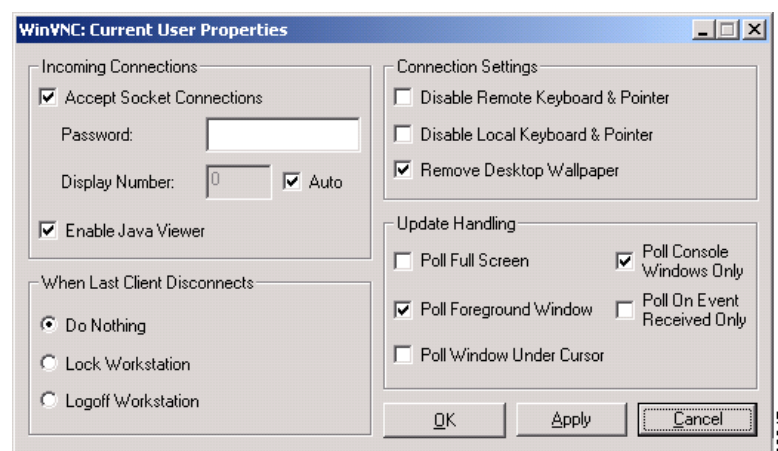 WinVNC: Current User Properties
Incoming Connections
Accept Socket Connections
Password:
Display Number: 0 Auto
Enable Java Viewer
When Last Client Disconnects
Do Nothing
Lock Workstation
Logoff Workstation
Connection Settings
Disable Remote Keyboard & Pointer
Disable Local Keyboard & Pointer
Remove Desktop Wallpaper
Update Handling
Poll Full Screen
Poll Console
Windows Only
Poll Foreground Window
Poll On Event
Received Only
Poll Window Under Cursor
OK Apply Cancel